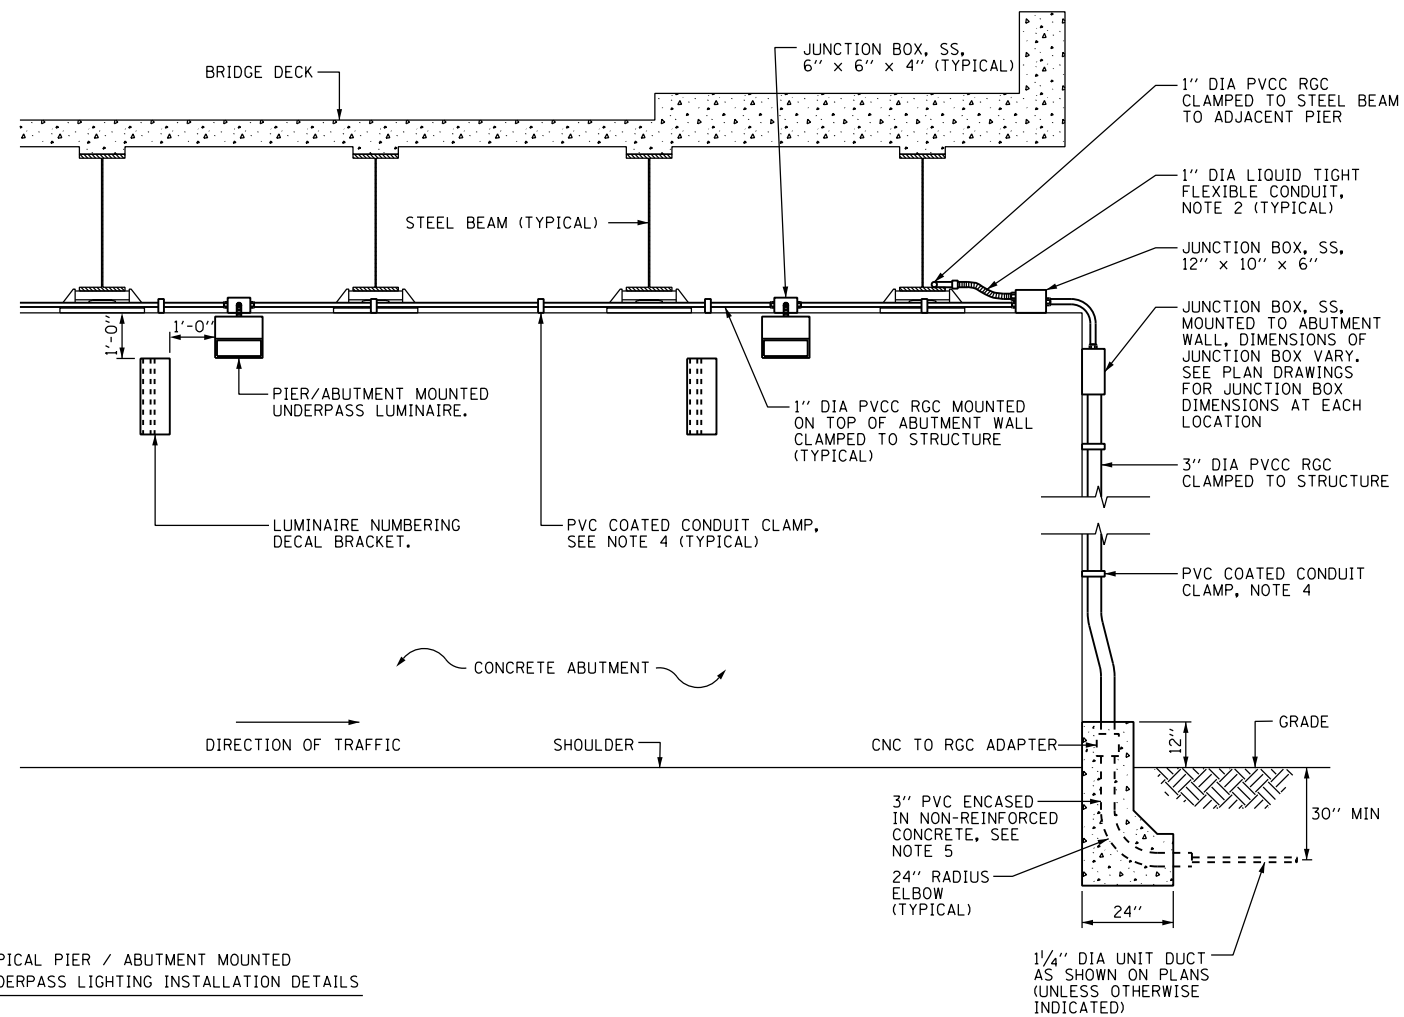 BRIDGE DECK
JUNCTION BOX, SS,
6" x 6" x 4" (TYPICAL)
1" DIA PVCC RGC
CLAMPED TO STEEL BEAM
TO ADJACENT PIER
1" DIA LIQUID TIGHT
FLEXIBLE CONDUIT,
NOTE 2 (TYPICAL)
STEEL BEAM (TYPICAL)
JUNCTION BOX, SS,
12" x 10" x 6"
JUNCTION BOX, SS,
MOUNTED TO ABUTMENT
WALL, DIMENSIONS OF
JUNCTION BOX VARY.
SEE PLAN DRAWINGS
FOR JUNCTION BOX
DIMENSIONS AT EACH
LOCATION
1'-0"
1'-0"
PIER/ABUTMENT MOUNTED
UNDERPASS LUMINAIRE.
1" DIA PVCC RGC MOUNTED
ON TOP OF ABUTMENT WALL
CLAMPED TO STRUCTURE
(TYPICAL)
3" DIA PVCC RGC
CLAMPED TO STRUCTURE
LUMINAIRE NUMBERING
DECAL BRACKET.
PVC COATED CONDUIT CLAMP,
SEE NOTE 4 (TYPICAL)
PVC COATED CONDUIT
CLAMP, NOTE 4
CONCRETE ABUTMENT
DIRECTION OF TRAFFIC
SHOULDER
CNC TO RGC ADAPTER
12"
GRADE
3" PVC ENCASED
IN NON-REINFORCED
CONCRETE, SEE
NOTE 5
30" MIN
24" RADIUS
ELBOW
(TYPICAL)
24"
1 1/4" DIA UNIT DUCT
AS SHOWN ON PLANS
(UNLESS OTHERWISE
INDICATED)
PICAL PIER / ABUTMENT MOUNTED
DERPASS LIGHTING INSTALLATION DETAILS